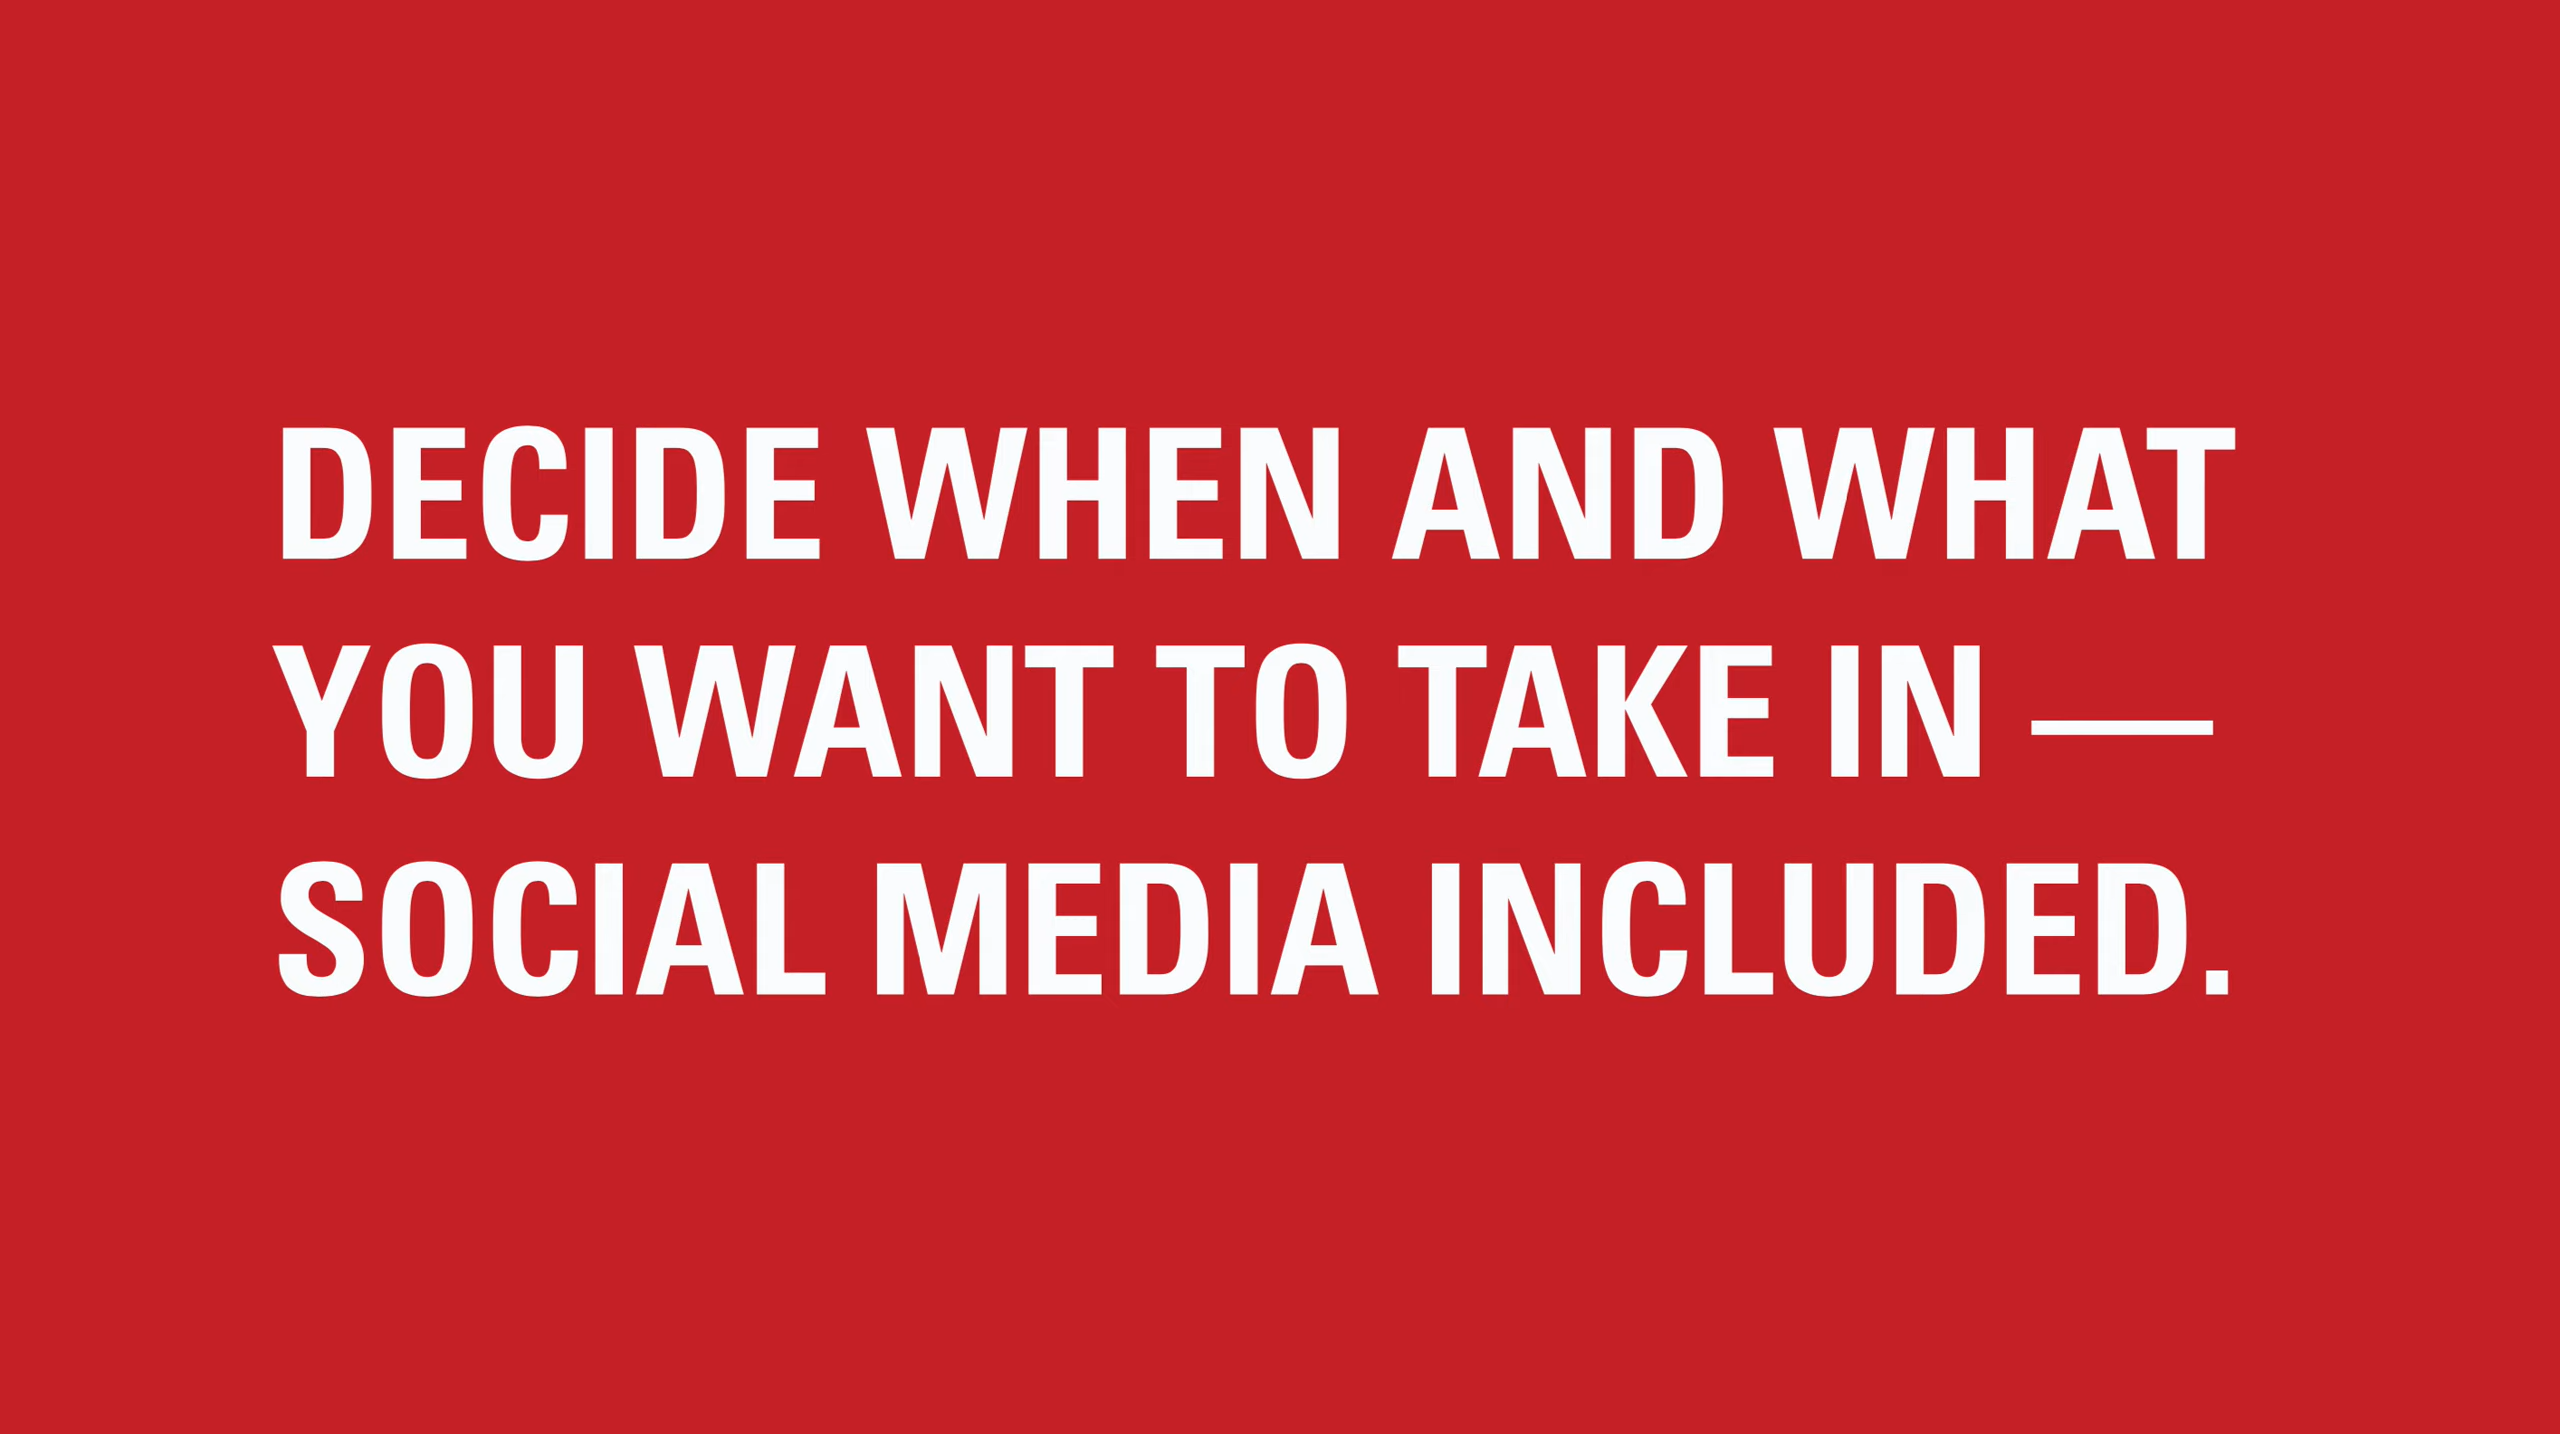 DECIDE WHEN AND WHAT
YOU WANT TO TAKE IN —
SOCIAL MEDIA INCLUDED.